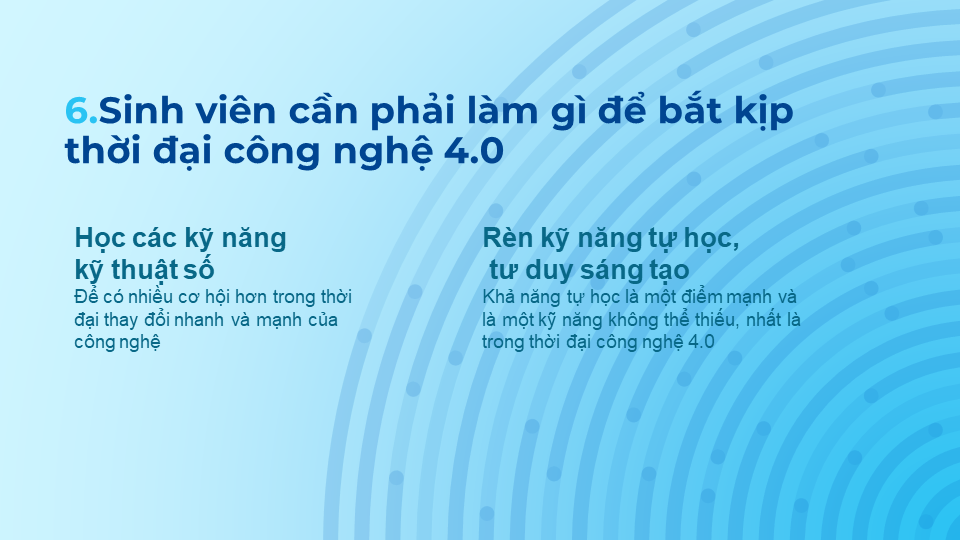 6.Sinh viên cần phải làm gì để bắt kịp
thời đại công nghệ 4.0
Học các kỹ năng
kỹ thuật số
Để có nhiều cơ hội hơn trong thời
đại thay đổi nhanh và mạnh của
công nghệ
Rèn kỹ năng tự học,
tư duy sáng tạo
Khả năng tự học là một điểm mạnh và
là một kỹ năng không thể thiếu, nhất là
trong thời đại công nghệ 4.0